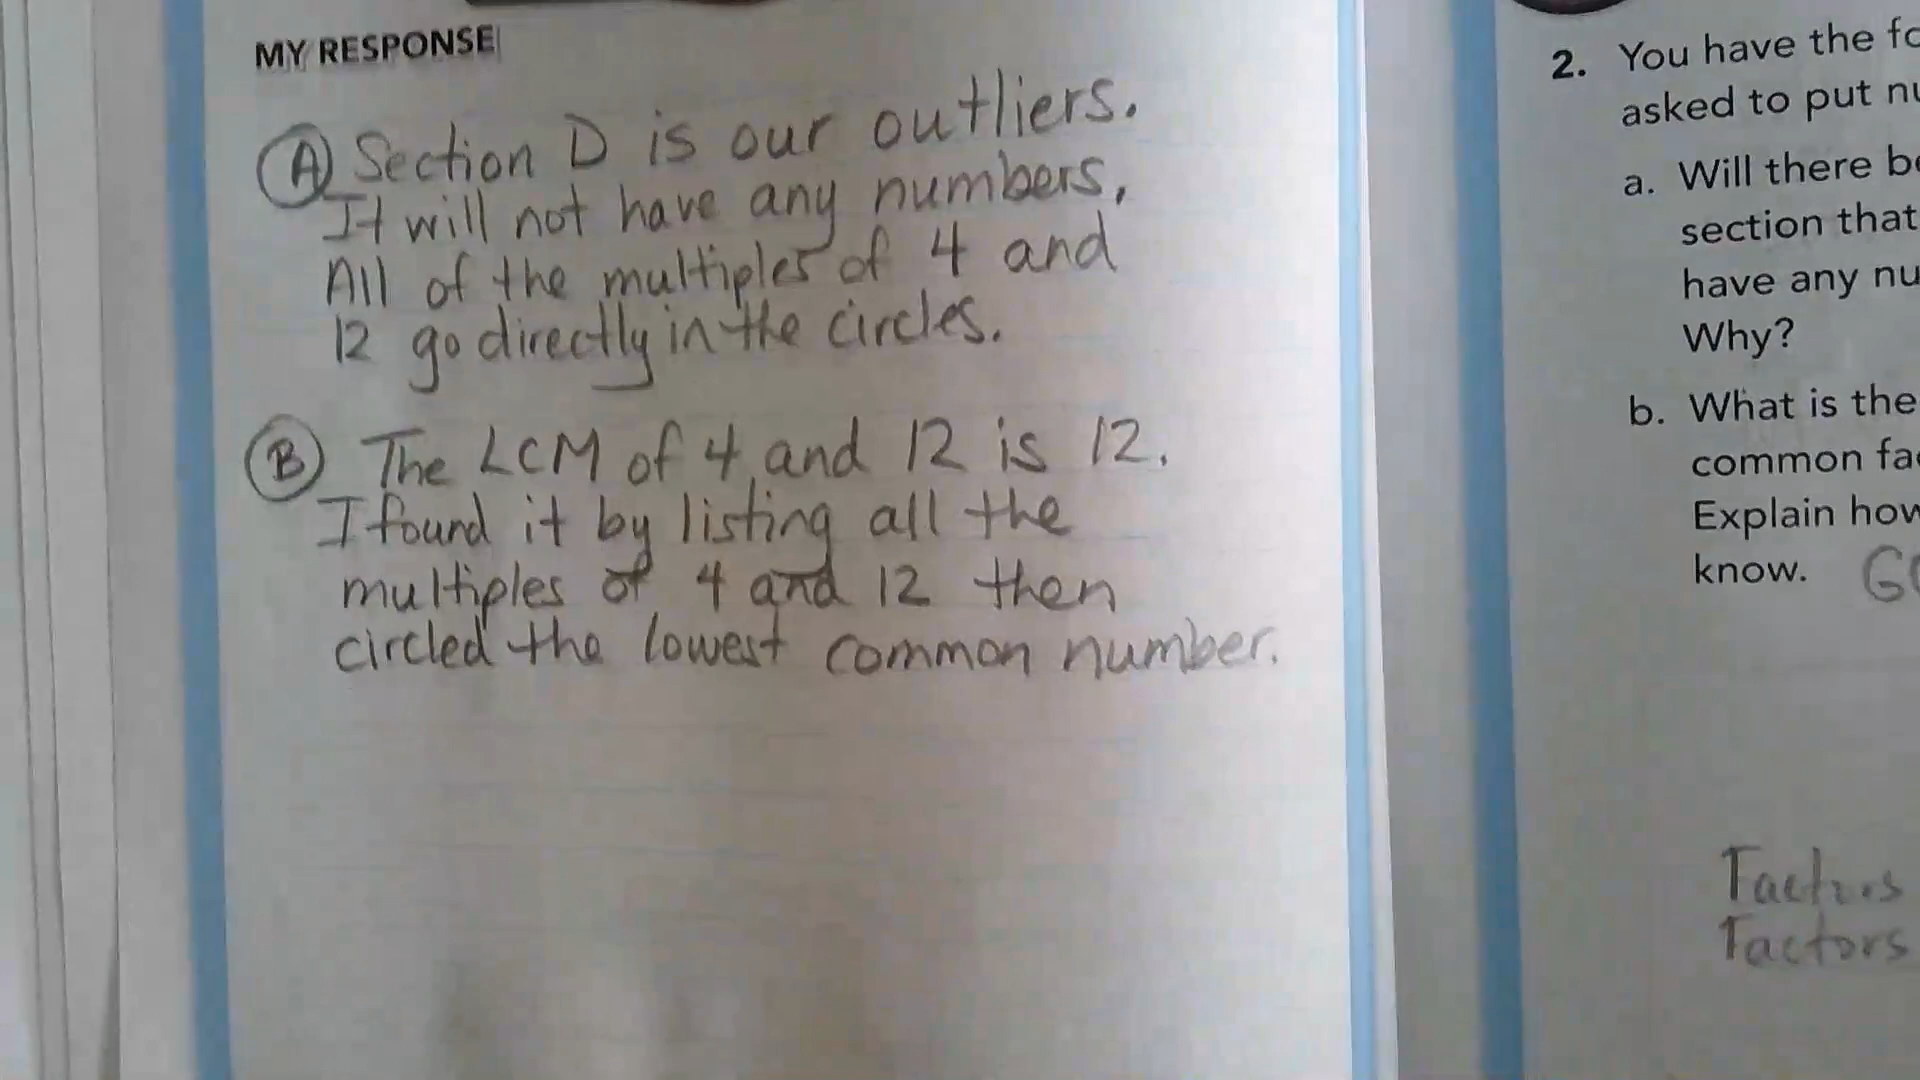 MY RESPONSE
A Section D is our outliers.
It will not have any numbers,
All of the multiples of 4 and
12 go directly in the circles.
B The LCM of 4 and 12 is 12.
I found it by listing all the
multiples of 4 and 12 then
circled the lowest common number.
2. You have the fo
asked to put nu
a. Will there be
section that
have any nu
Why?
b. What is the
common fac
Explain how
know. GC
Factors
Factors